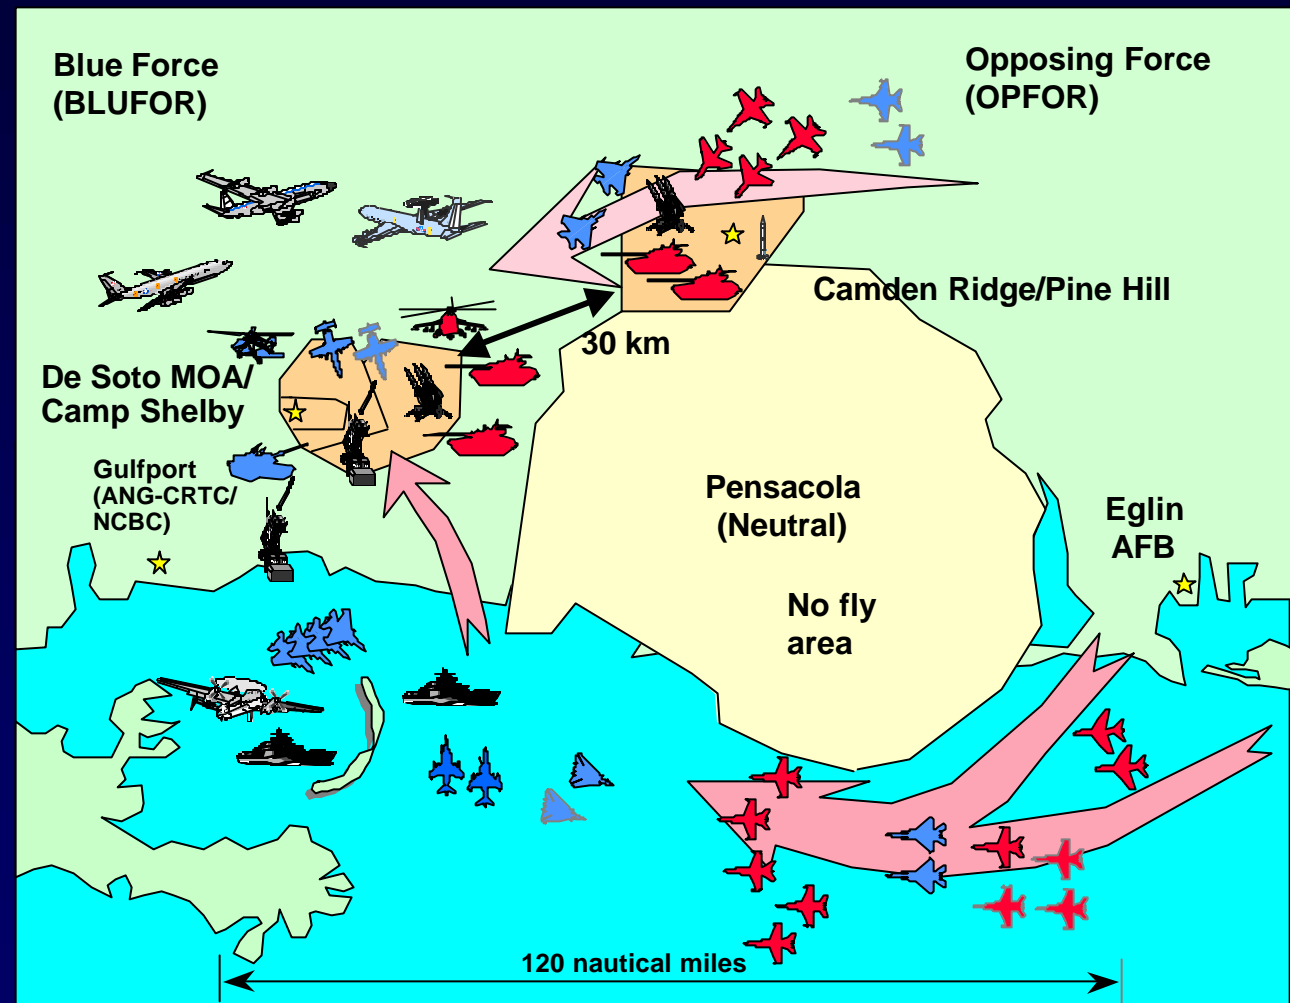 Blue Force
(BLUFOR)
Opposing Force
(OPFOR)
Camden Ridge/Pine Hill
30 km
De Soto MOA/
Camp Shelby
Gulfport
(ANG-CRTC/
NCBC)
Pensacola
(Neutral)
Eglin
AFB
No fly
area
120 nautical miles